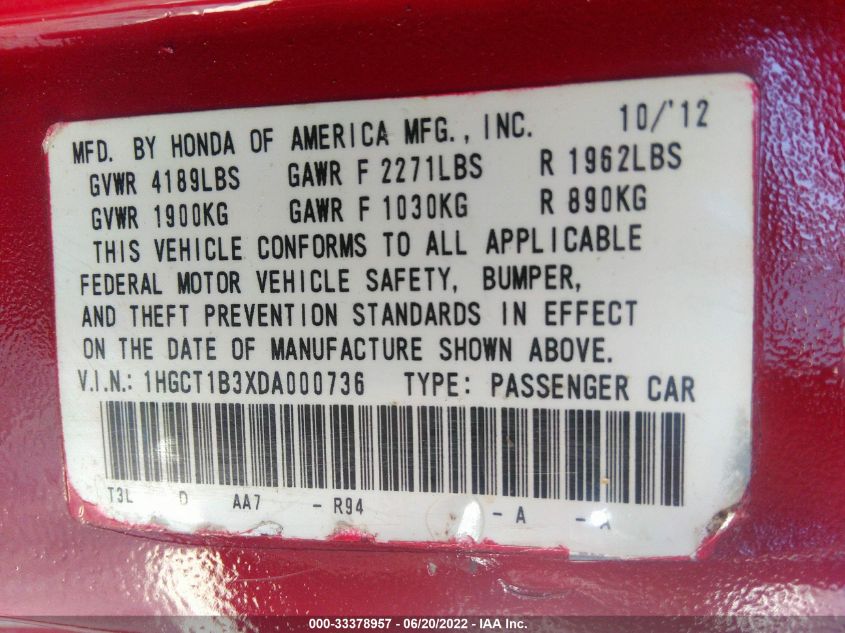 MFD. BY HONDA OF AMERICA MFG., INC. 10/'12
GVWR 4189LBS GAWR F 2271LBS R 1962LBS
GVWR 1900KG GAWR F 1030KG R 890KG
THIS VEHICLE CONFORMS TO ALL APPLICABLE
FEDERAL MOTOR VEHICLE SAFETY, BUMPER,
AND THEFT PREVENTION STANDARDS IN EFFECT
ON THE DATE OF MANUFACTURE SHOWN ABOVE.
V.I.N.: 1HGCT1B3XDA000736 TYPE: PASSENGER CAR
T3L D AA7 - R94 - A -
000-33378957 - 06/20/2022 - IAA Inc.